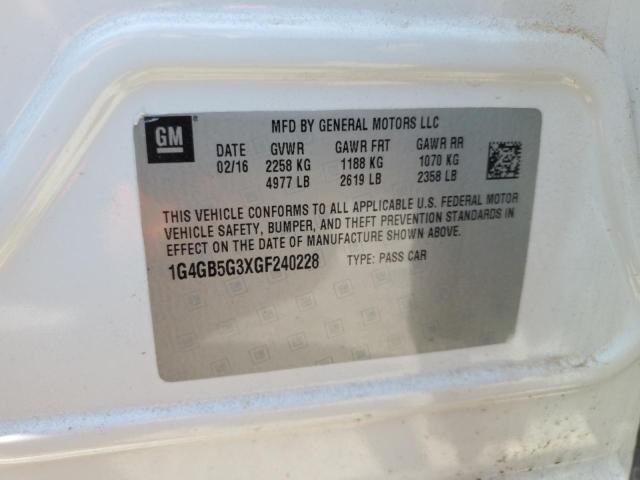 GM
MFD BY GENERAL MOTORS LLC
DATE GVWR GAWR FRT GAWR RR
02/16 2258 KG 1188 KG 1070 KG
4977 LB 2619 LB 2358 LB
THIS VEHICLE CONFORMS TO ALL APPLICABLE U.S. FEDERAL MOTOR
VEHICLE SAFETY, BUMPER, AND THEFT PREVENTION STANDARDS IN
EFFECT ON THE DATE OF MANUFACTURE SHOWN ABOVE.
1G4GB5G3XGF240228 TYPE: PASS CAR